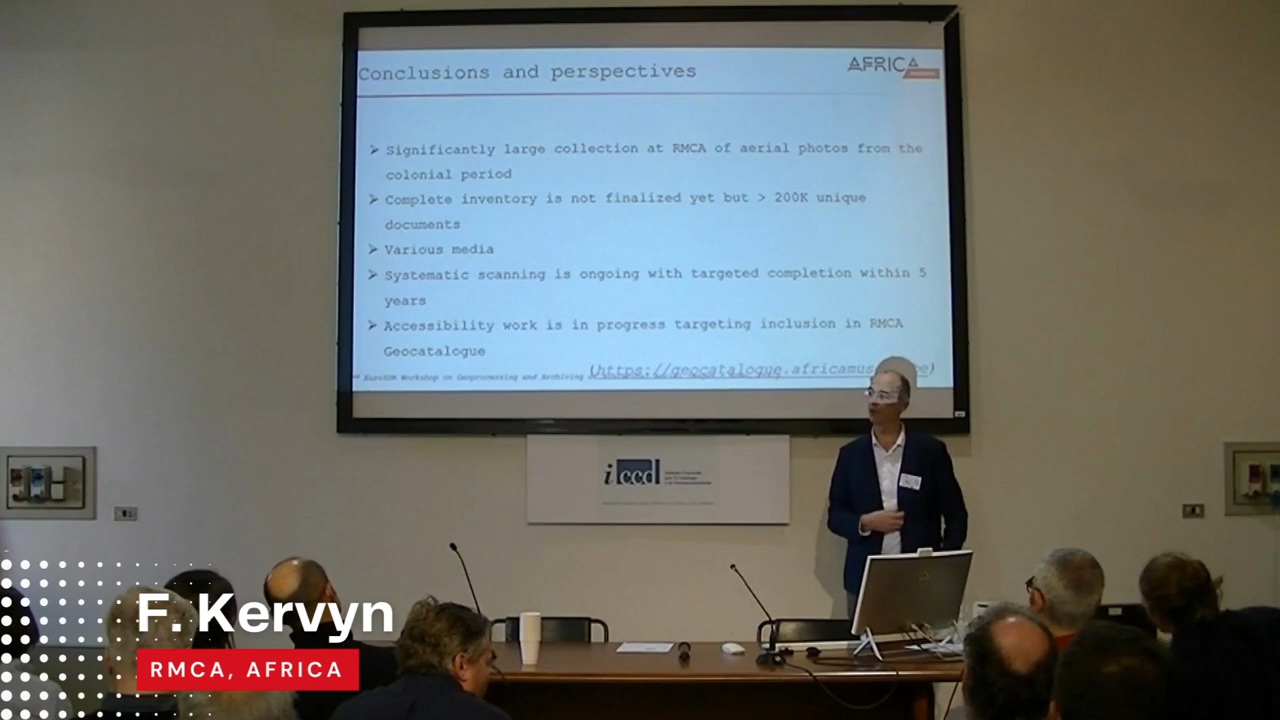 Conclusions and perspectives
AFRICA
➤ Significantly large collection at RMCA of aerial photos from the
colonial period
➤ Complete inventory is not finalized yet but > 200K unique
documents
➤ Various media
➤ Systematic scanning is ongoing with targeted completion within 5
years
➤ Accessibility work is in progress targeting inclusion in RMCA
Geocatalogue
(https://geocatalogue.africamus
EuroSDR Workshop on Geoprocessing and Archiving
iccd
F. Kervyn
RMCA, AFRICA